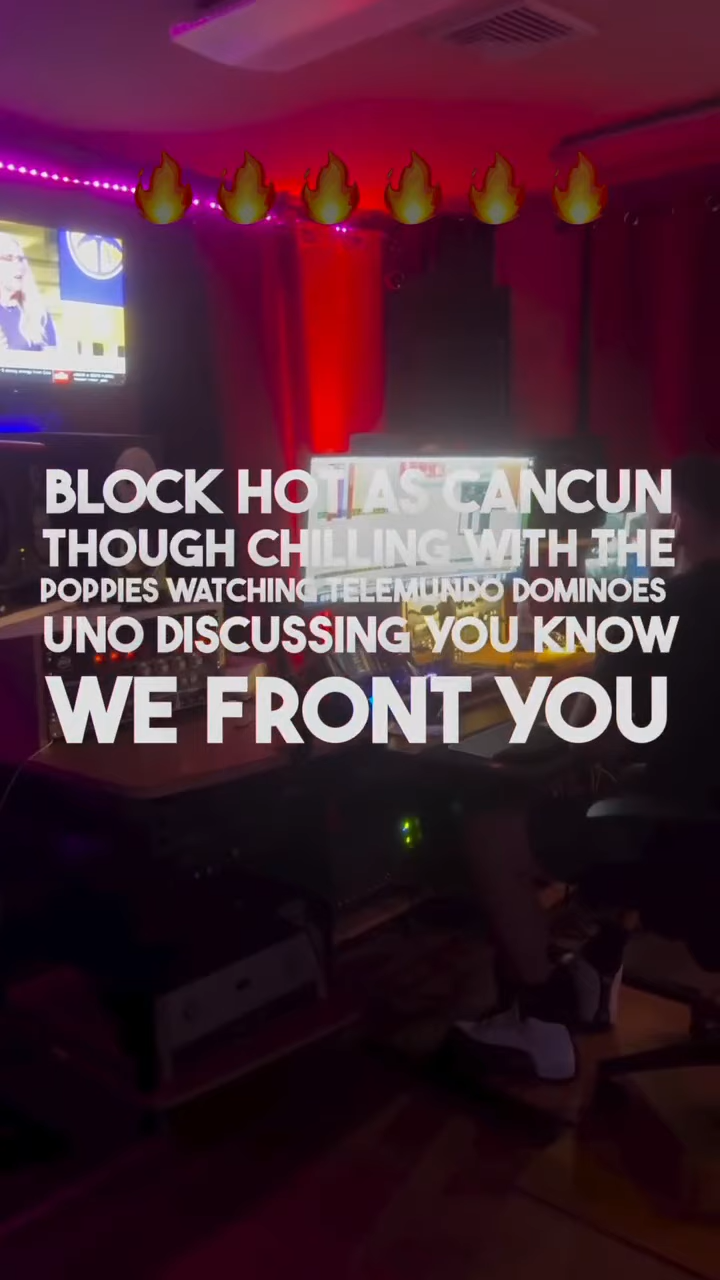 🔥🔥🔥🔥🔥🔥
BLOCK HOT AS CANCUN
THOUGH CHILLING WITH THE
POPPIES WATCHING TELEMUNDO DOMINOES
UNO DISCUSSING YOU KNOW
WE FRONT YOU